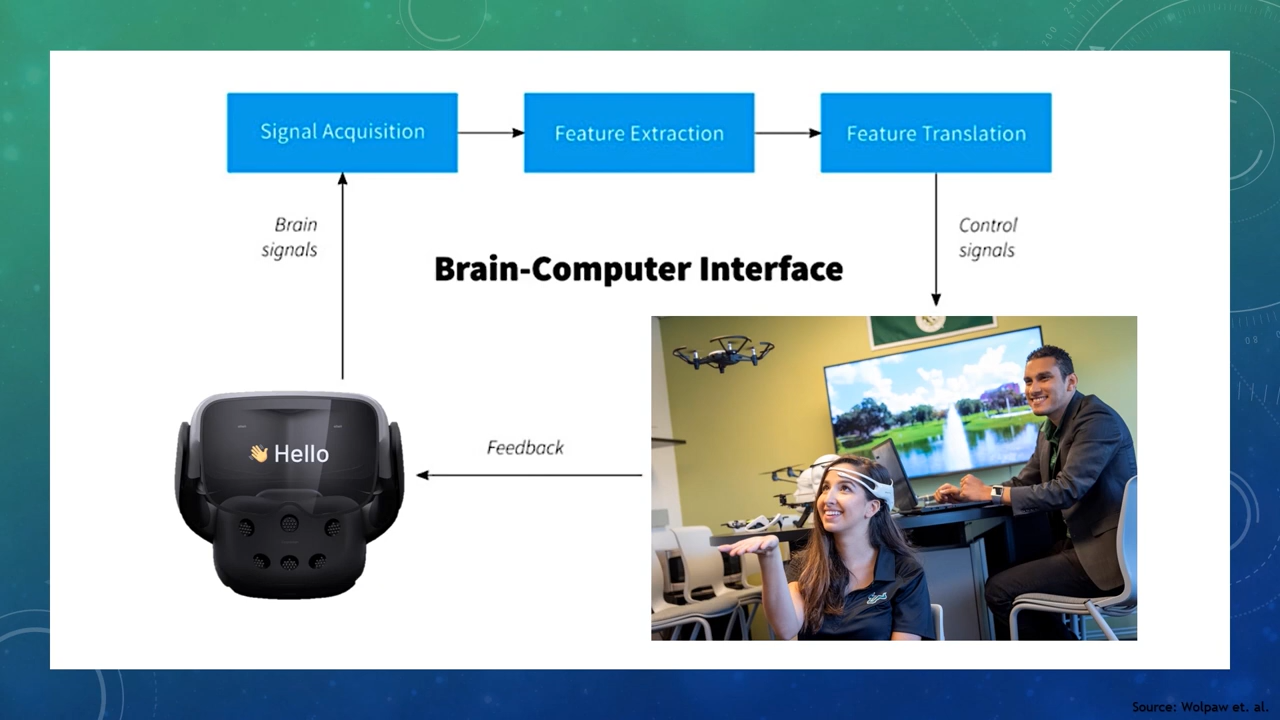 Signal Acquisition
Feature Extraction
Feature Translation
Brain
signals
Control
signals
Brain-Computer Interface
👋 Hello
Feedback
Source: Wolpaw et. al.